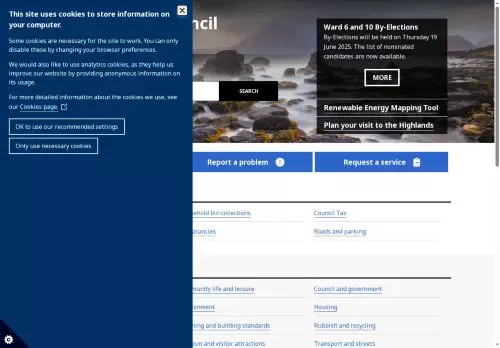 This site uses cookies to store information on
your computer.
Some cookies are necessary for the site to work. You can only
disable these by changing your browser preferences.
We would also like to use analytics cookies, as they help us
improve our website by providing anonymous information on
its usage.
For more detailed information about the cookies we use, see
our Cookies page.
OK to use our recommended settings
Only use necessary cookies
Ward 6 and 10 By-Elections
By-Elections will be held on Thursday 19
June 2025. The list of nominated
candidates are now available.
MORE
SEARCH
Renewable Energy Mapping Tool
Plan your visit to the Highlands
Report a problem
Request a service
Council Tax
Roads and parking
life and leisure
Council and government
Housing
and building standards
Rubbish and recycling
and visitor attractions
Transport and streets
bin collections